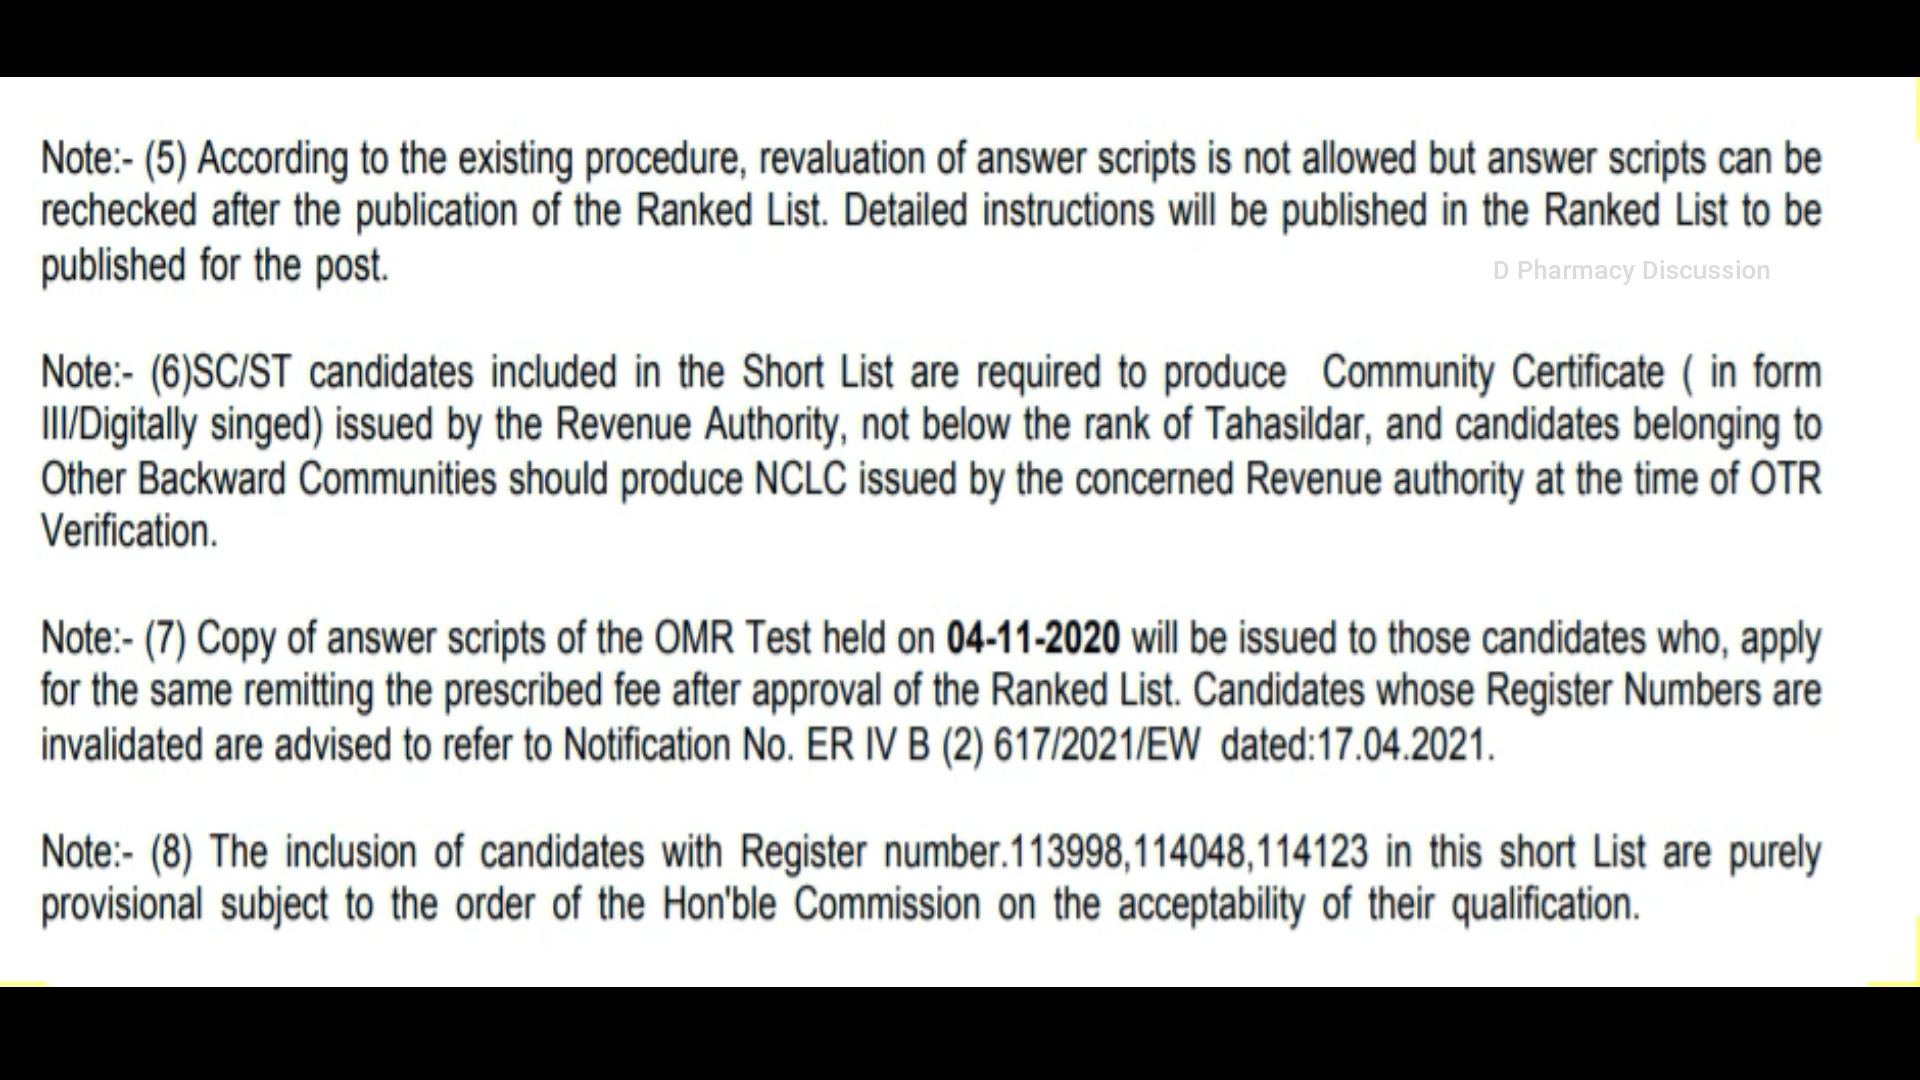 Note:- (5) According to the existing procedure, revaluation of answer scripts is not allowed but answer scripts can be
rechecked after the publication of the Ranked List. Detailed instructions will be published in the Ranked List to be
published for the post.
D Pharmacy Discussion
Note:- (6)SC/ST candidates included in the Short List are required to produce Community Certificate ( in form
III/Digitally singed) issued by the Revenue Authority, not below the rank of Tahasildar, and candidates belonging to
Other Backward Communities should produce NCLC issued by the concerned Revenue authority at the time of OTR
Verification.
Note:- (7) Copy of answer scripts of the OMR Test held on 04-11-2020 will be issued to those candidates who, apply
for the same remitting the prescribed fee after approval of the Ranked List. Candidates whose Register Numbers are
invalidated are advised to refer to Notification No. ER IV B (2) 617/2021/EW dated:17.04.2021.
Note:- (8) The inclusion of candidates with Register number.113998,114048,114123 in this short List are purely
provisional subject to the order of the Hon'ble Commission on the acceptability of their qualification.